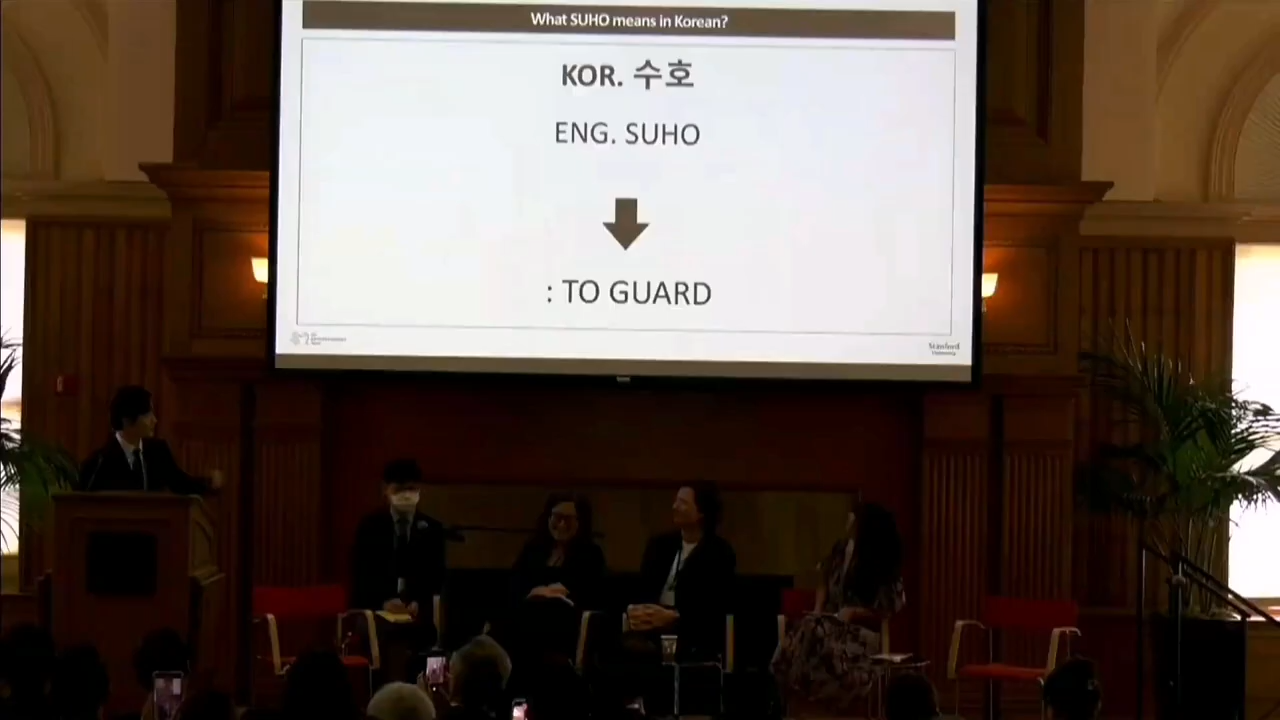 What SUHO means in Korean?
KOR. 수호
ENG. SUHO
: TO GUARD
Stanford